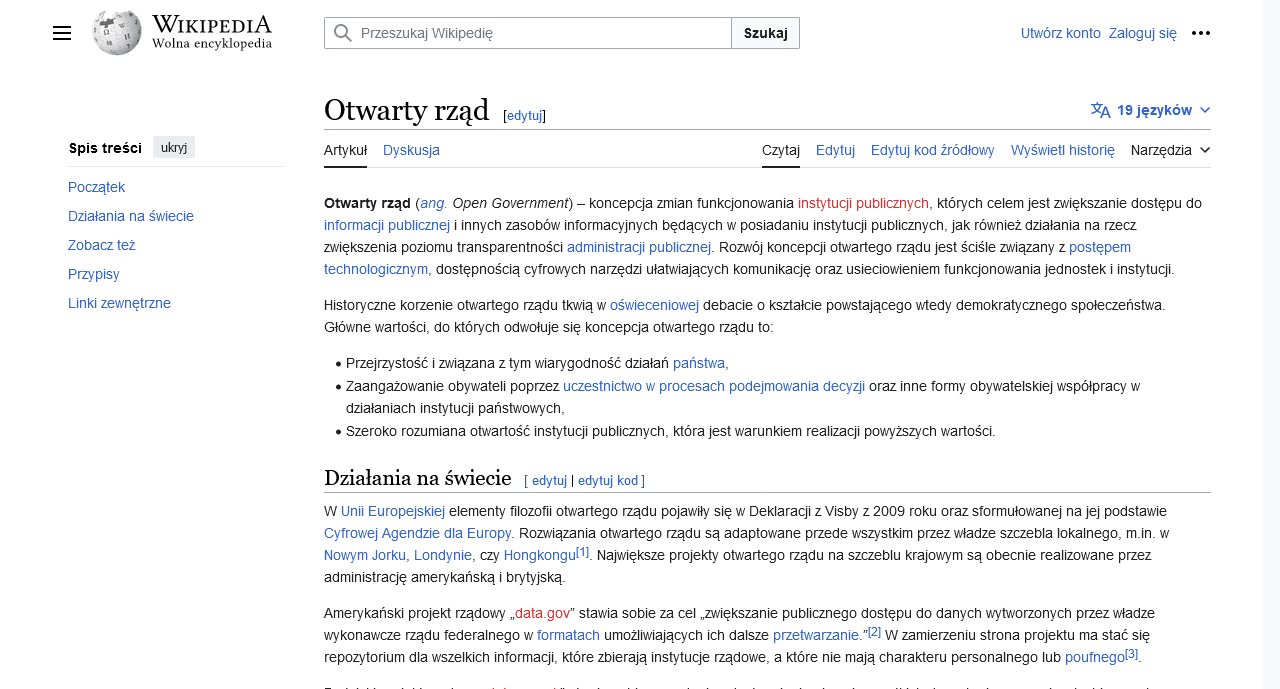 WIKIPEDIA
Wolna encyklopedia
Przeszukaj Wikipedię
Szukaj
Utwórz konto Zaloguj się
Otwarty rząd [edytuj]
19 języków
Spis treści ukryj
Artykuł Dyskusja Czytaj Edytuj Edytuj kod źródłowy Wyświetl historię Narzędzia
Początek
Działania na świecie
Zobacz też
Przypisy
Linki zewnętrzne
Otwarty rząd (ang. Open Government) – koncepcja zmian funkcjonowania instytucji publicznych, których celem jest zwiększanie dostępu do
informacji publicznej i innych zasobów informacyjnych będących w posiadaniu instytucji publicznych, jak również działania na rzecz
zwiększenia poziomu transparentności administracji publicznej. Rozwój koncepcji otwartego rządu jest ściśle związany z postępem
technologicznym, dostępnością cyfrowych narzędzi ułatwiających komunikację oraz usieciowieniem funkcjonowania jednostek i instytucji.
Historyczne korzenie otwartego rządu tkwią w oświeceniowej debacie o kształcie powstającego wtedy demokratycznego społeczeństwa.
Główne wartości, do których odwołuje się koncepcja otwartego rządu to:
• Przejrzystość i związana z tym wiarygodność działań państwa,
• Zaangażowanie obywateli poprzez uczestnictwo w procesach podejmowania decyzji oraz inne formy obywatelskiej współpracy w
działaniach instytucji państwowych,
• Szeroko rozumiana otwartość instytucji publicznych, która jest warunkiem realizacji powyższych wartości.
Działania na świecie [ edytuj | edytuj kod ]
W Unii Europejskiej elementy filozofii otwartego rządu pojawiły się w Deklaracji z Visby z 2009 roku oraz sformułowanej na jej podstawie
Cyfrowej Agendzie dla Europy. Rozwiązania otwartego rządu są adaptowane przede wszystkim przez władze szczebla lokalnego, m.in. w
Nowym Jorku, Londynie, czy Hongkongu[1]. Największe projekty otwartego rządu na szczeblu krajowym są obecnie realizowane przez
administrację amerykańską i brytyjską.
Amerykański projekt rządowy „data.gov” stawia sobie za cel „zwiększanie publicznego dostępu do danych wytworzonych przez władze
wykonawcze rządu federalnego w formatach umożliwiających ich dalsze przetwarzanie.”[2] W zamierzeniu strona projektu ma stać się
repozytorium dla wszelkich informacji, które zbierają instytucje rządowe, a które nie mają charakteru personalnego lub poufnego[3].